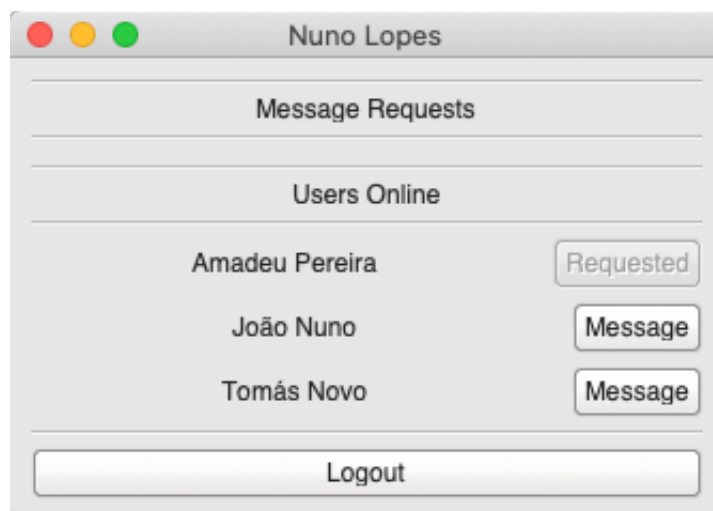 Nuno Lopes
Message Requests
Users Online
Amadeu Pereira Requested
João Nuno Message
Tomás Novo Message
Logout